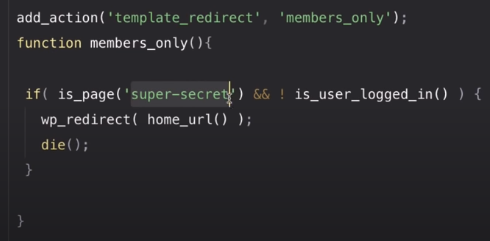 add_action('template_redirect', 'members_only');
function members_only(){
if( is_page('super-secret') && ! is_user_logged_in() ) {
wp_redirect( home_url() );
die();
}
}